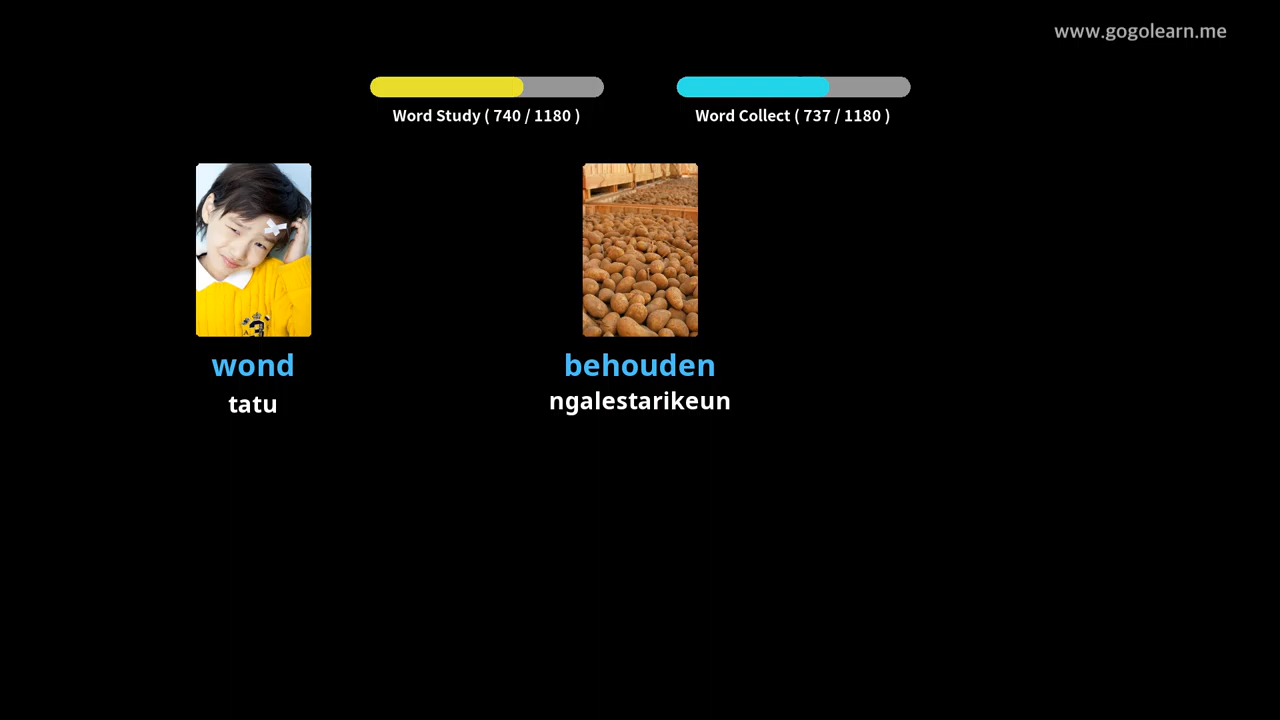 www.gogolearn.me
Word Study ( 740 / 1180 )
Word Collect ( 737 / 1180 )
wond
tatu
behouden
ngalestarikeun